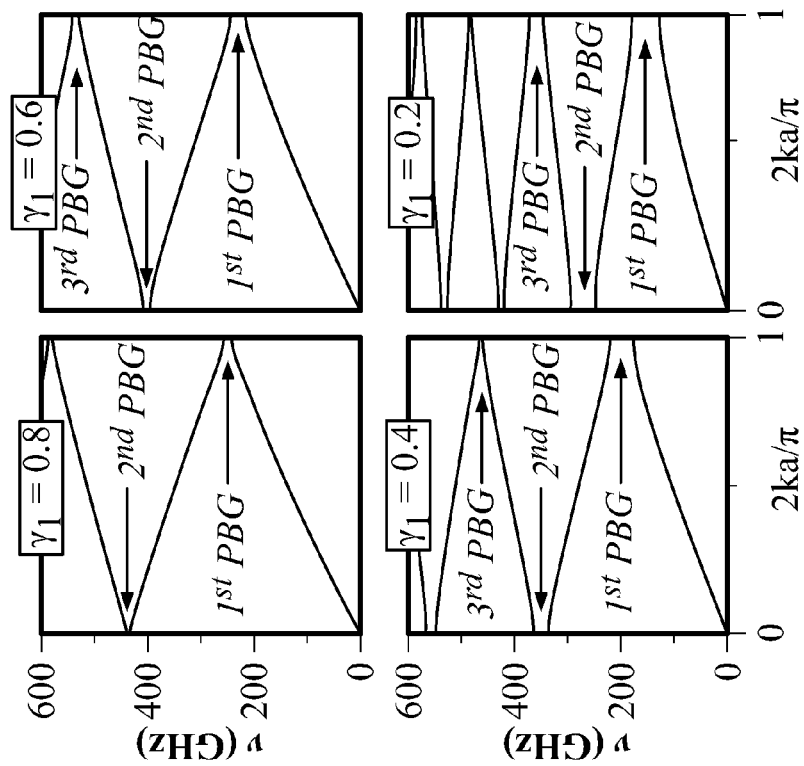 γ₁ = 0.8
2ⁿᵈ PBG
1ˢᵗ PBG
γ₁ = 0.6
3ʳᵈ PBG
2ⁿᵈ PBG
1ˢᵗ PBG
600
400
200
0
ν (GHz)
γ₁ = 0.4
3ʳᵈ PBG
2ⁿᵈ PBG
1ˢᵗ PBG
γ₁ = 0.2
3ʳᵈ PBG
2ⁿᵈ PBG
1ˢᵗ PBG
600
400
200
0
ν (GHz)
0
1
0
1
2ka/π
2ka/π